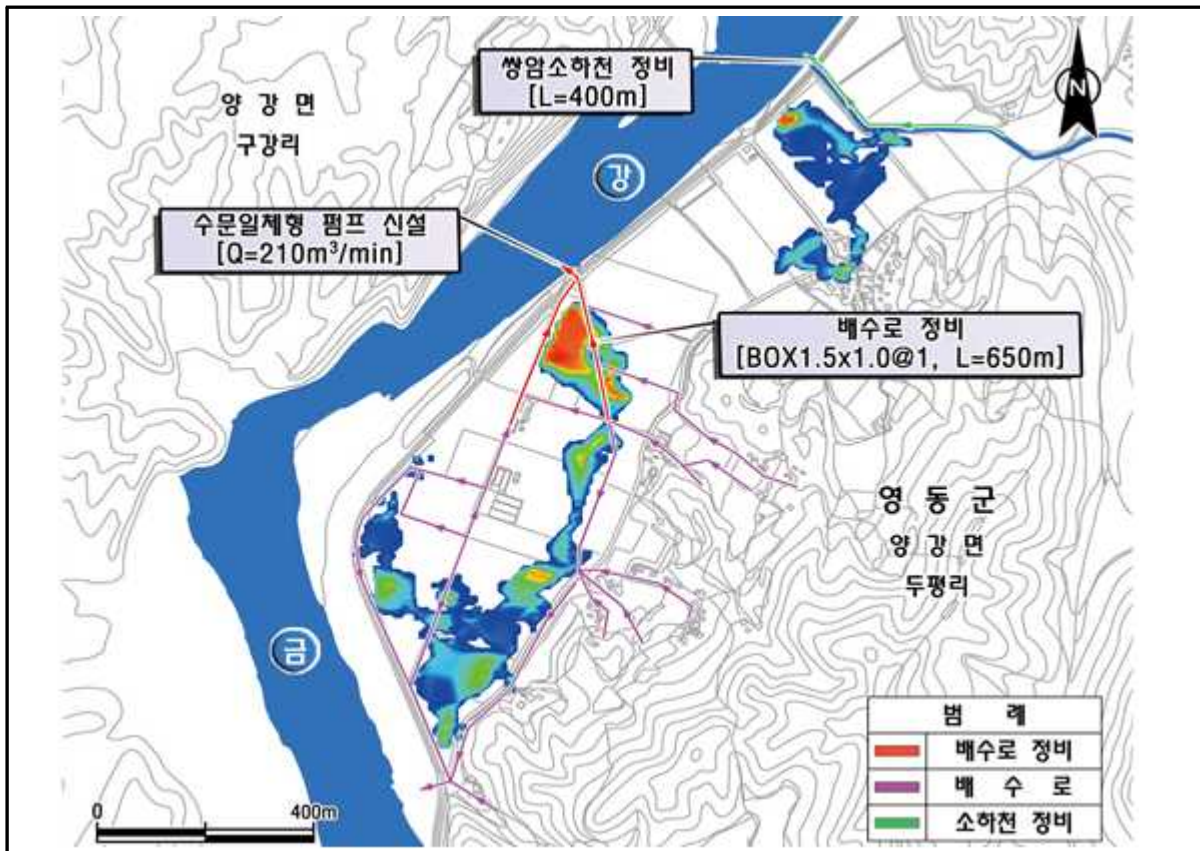 쌍암소하천 정비
[L=400m]
N
양 강 면
구강리
강
수문일체형 펌프 신설
[Q=210m³/min]
배수로 정비
[BOX1.5x1.0@1, L=650m]
영 동 군
양 강 면
두평리
금
범 례
배수로 정비
배 수 로
소하천 정비
0 400m